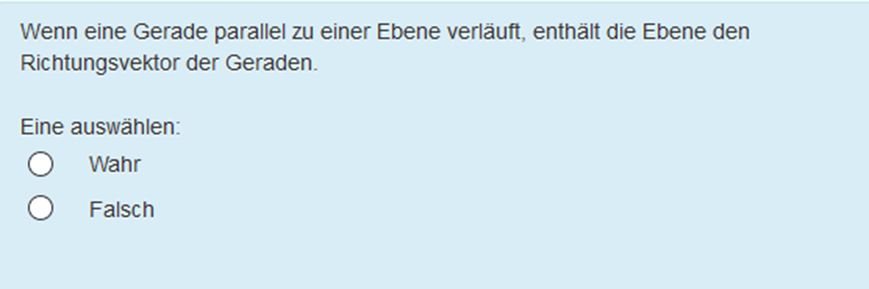 Wenn eine Gerade parallel zu einer Ebene verläuft, enthält die Ebene den
Richtungsvektor der Geraden.
Eine auswählen:
Wahr
Falsch